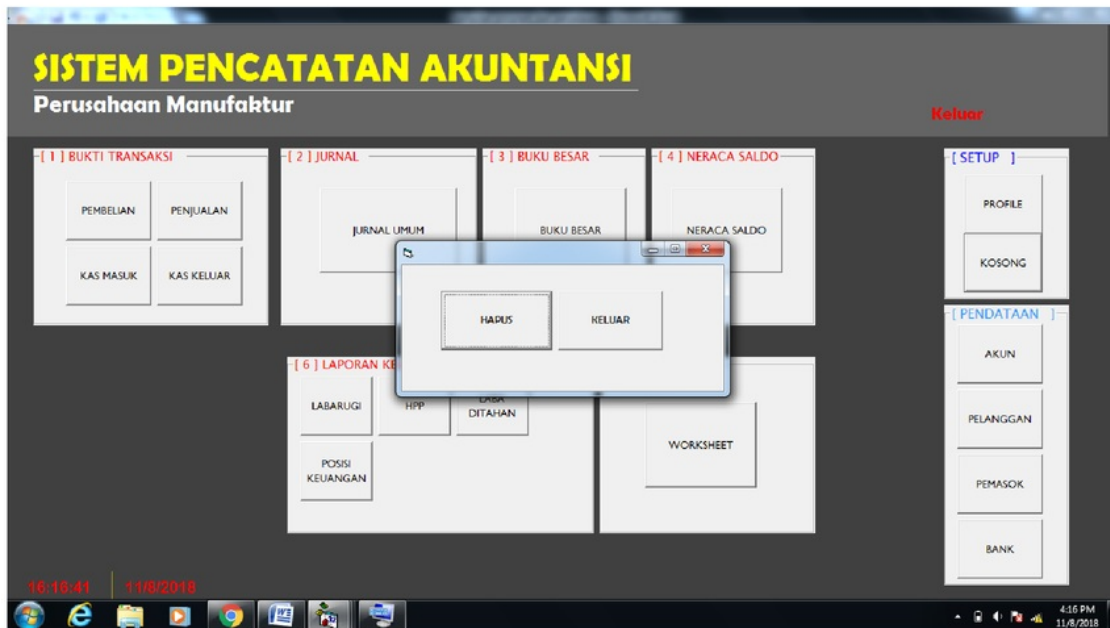 SISTEM PENCATATAN AKUNTANSI
Perusahaan Manufaktur
Keluar
[ 1 ] BUKTI TRANSAKSI
PEMBELIAN
PENJUALAN
KAS MASUK
KAS KELUAR
[ 2 ] JURNAL
JURNAL UMUM
[ 3 ] BUKU BESAR
BUKU BESAR
[ 4 ] NERACA SALDO
NERACA SALDO
HAPUS
KELUAR
[ 6 ] LAPORAN
LABARUGI
HPP
LABA
DITAHAN
POSISI
KEUANGAN
WORKSHEET
[ SETUP ]
PROFILE
KOSONG
[ PENDATAAN ]
AKUN
PELANGGAN
PEMASOK
BANK
16:16:41
11/8/2018
4:16 PM
11/8/2018